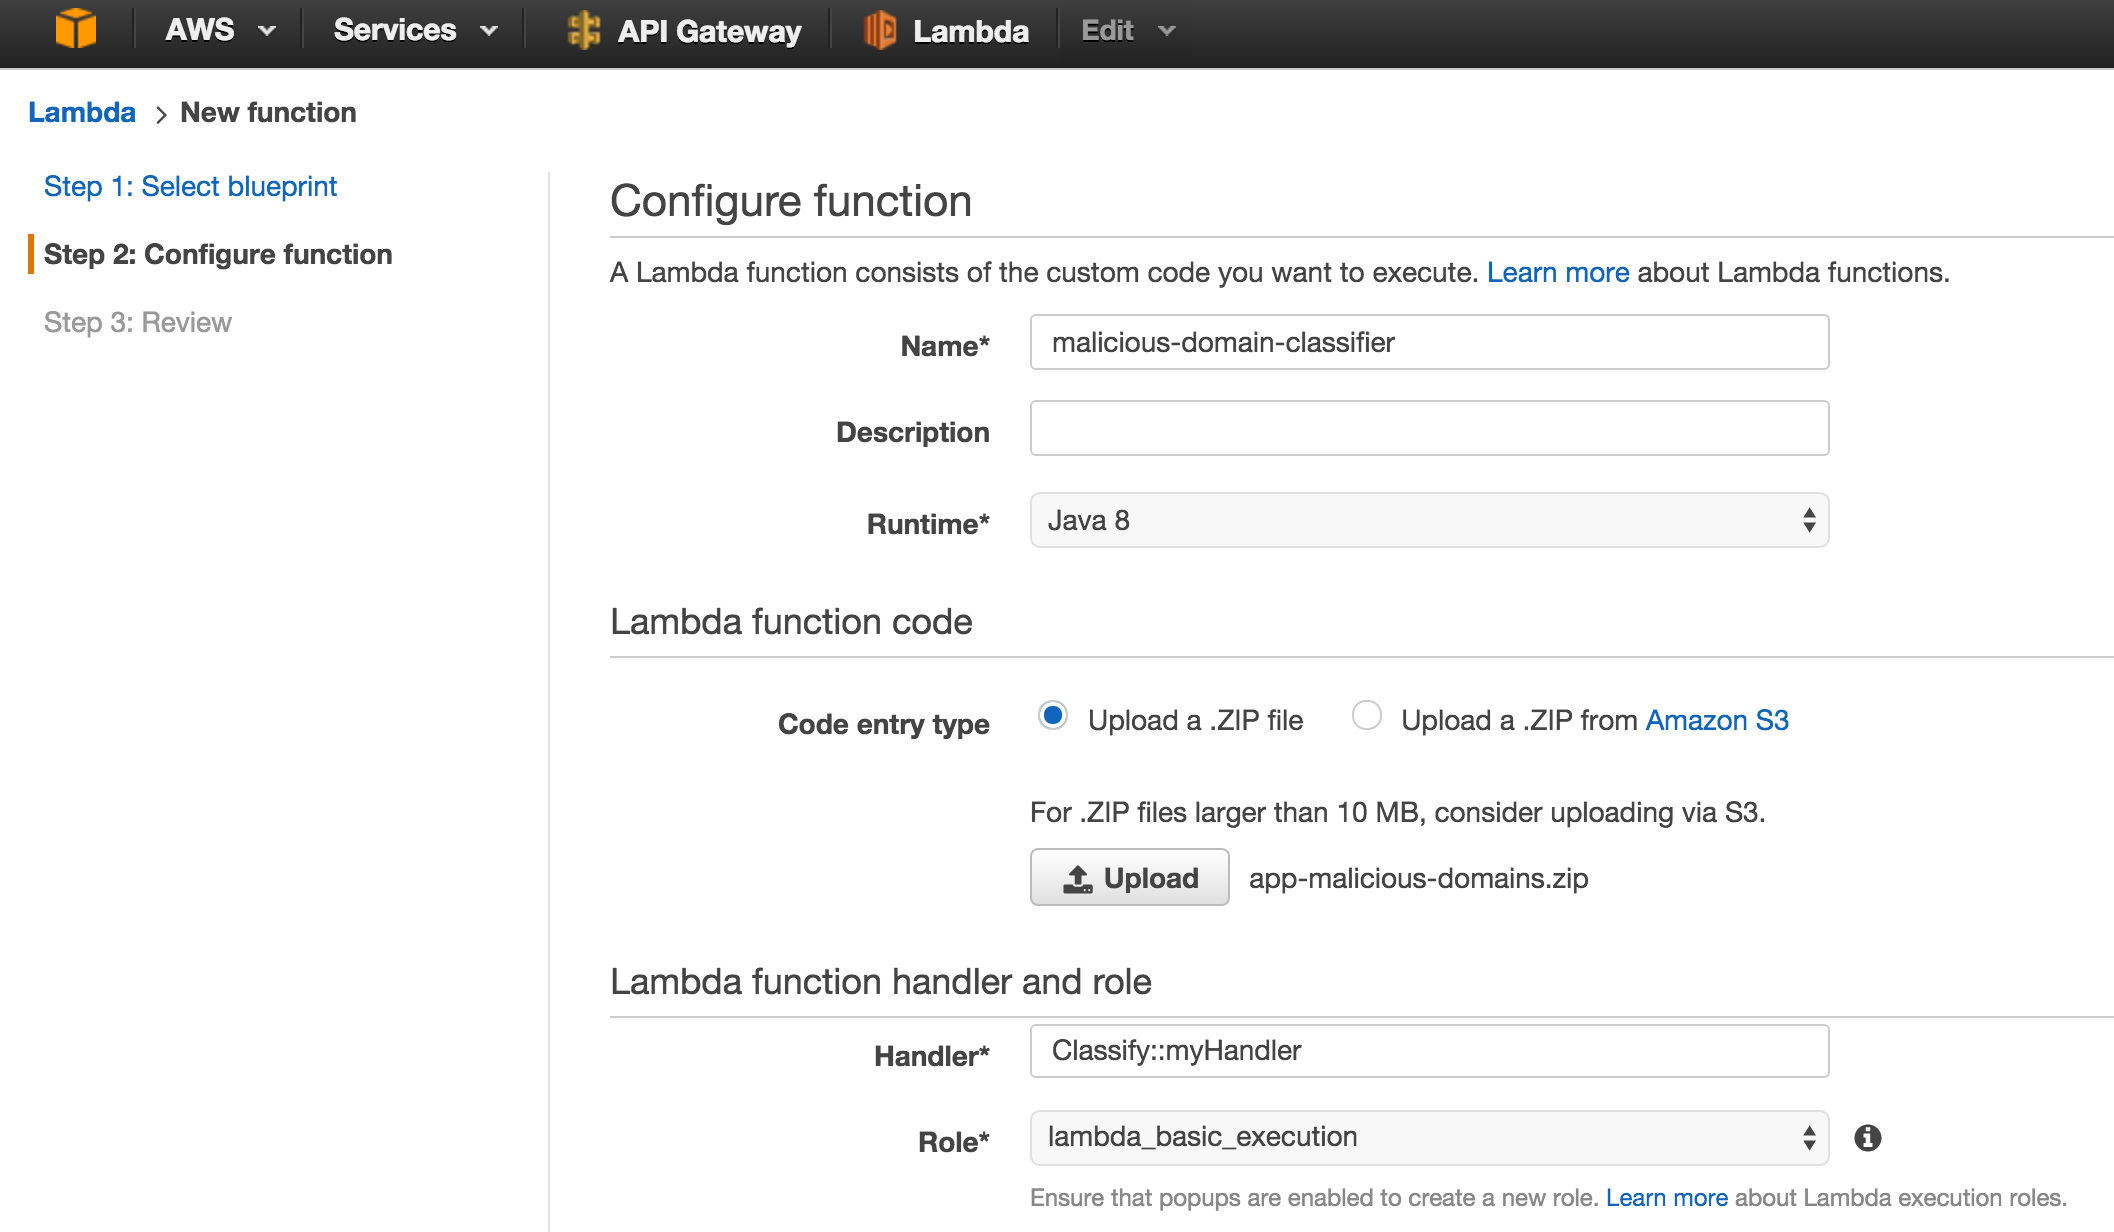 AWS Services API Gateway Lambda Edit
Lambda > New function
Step 1: Select blueprint
Step 2: Configure function
Step 3: Review
Configure function
A Lambda function consists of the custom code you want to execute. Learn more about Lambda functions.
Name* malicious-domain-classifier
Description
Runtime* Java 8
Lambda function code
Code entry type Upload a .ZIP file Upload a .ZIP from Amazon S3
For .ZIP files larger than 10 MB, consider uploading via S3.
Upload app-malicious-domains.zip
Lambda function handler and role
Handler* Classify::myHandler
Role* lambda_basic_execution
Ensure that popups are enabled to create a new role. Learn more about Lambda execution roles.